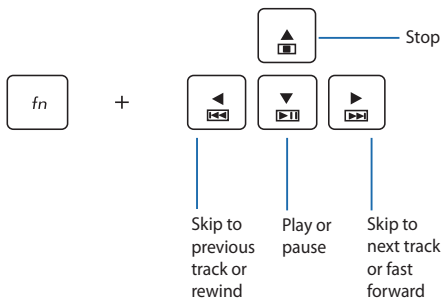 Stop
fn +
Skip to
previous
track or
rewind
Play or
pause
Skip to
next track
or fast
forward